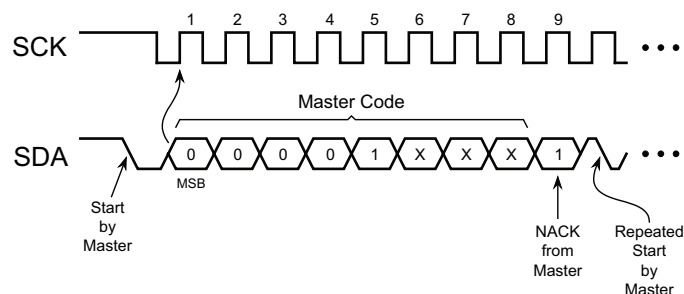 1 2 3 4 5 6 7 8 9
SCK
•••
Master Code
SDA
0 0 0 0 1 X X X 1
•••
MSB
Start
by
Master
NACK
from
Master
Repeated
Start
by
Master